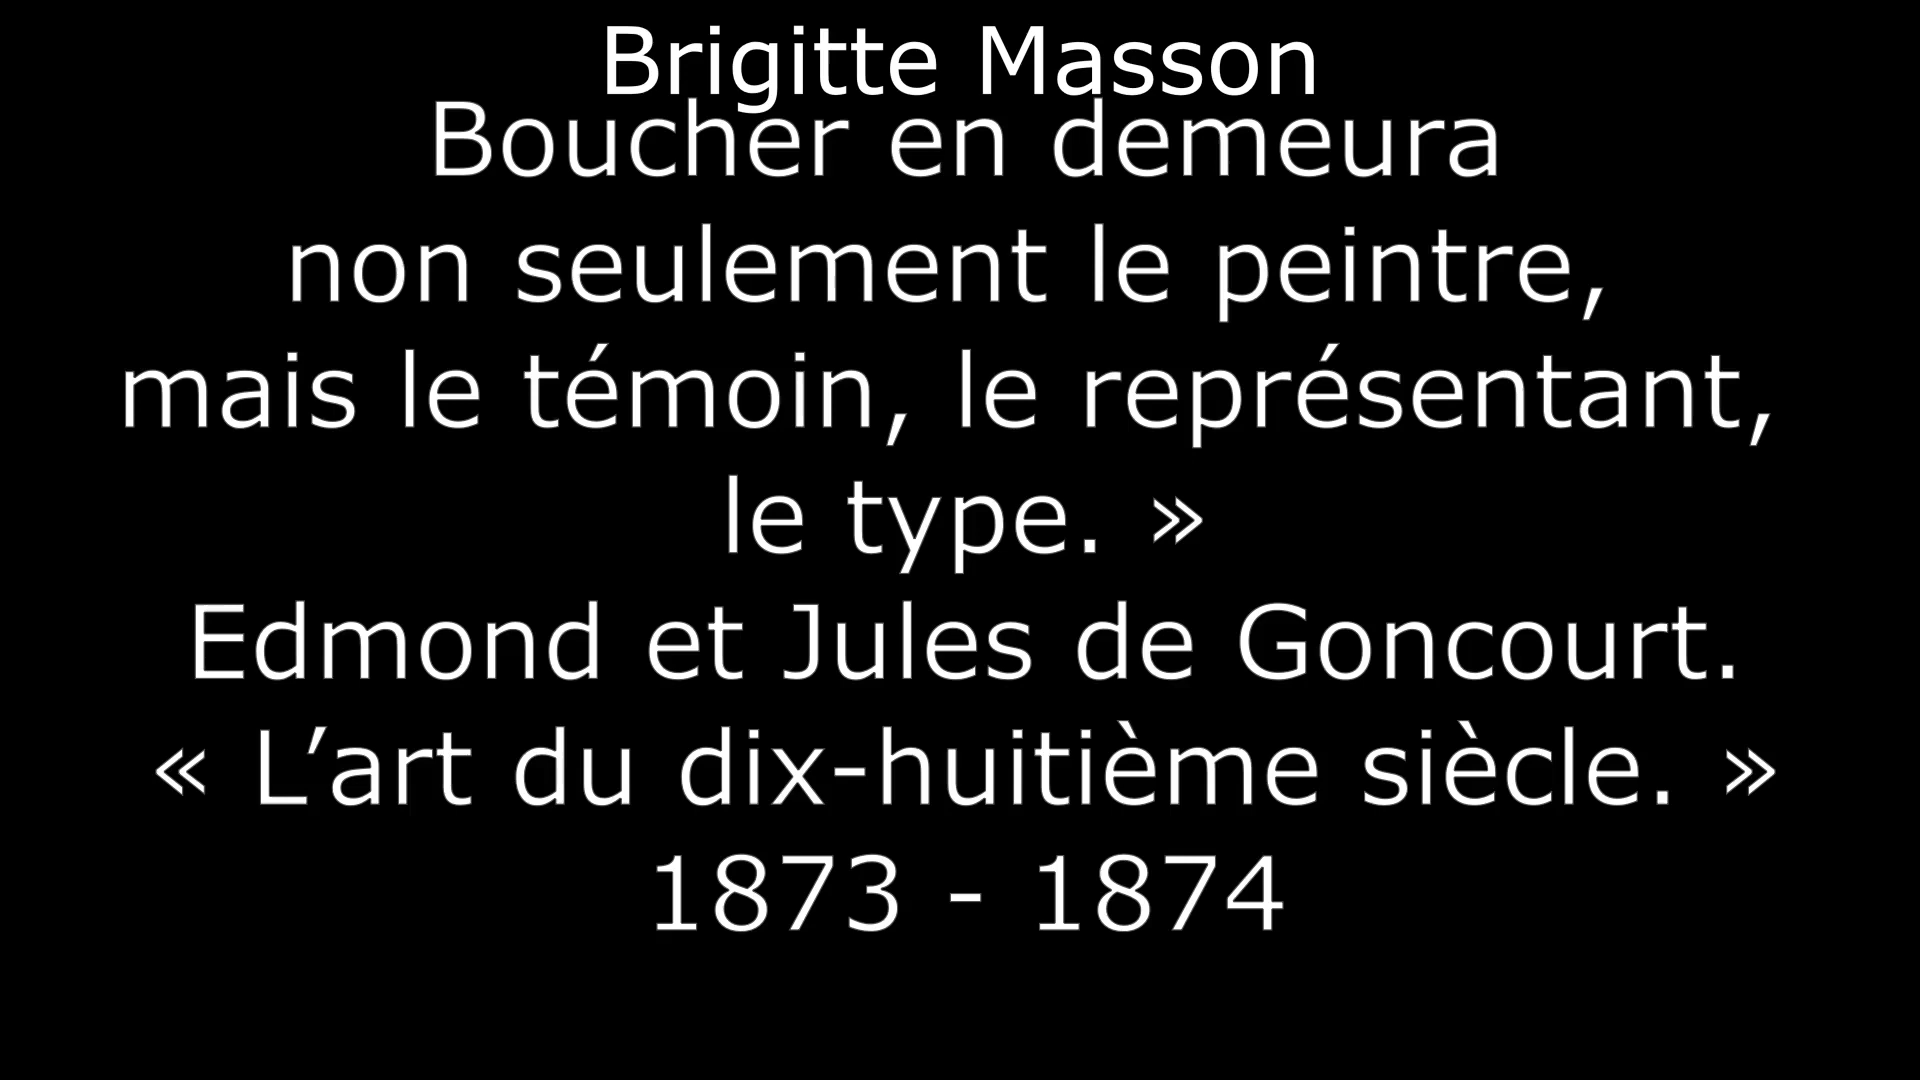 Brigitte Masson
Boucher en demeura
non seulement le peintre,
mais le témoin, le représentant,
le type. »
Edmond et Jules de Goncourt.
« L’art du dix-huitième siècle. »
1873 - 1874